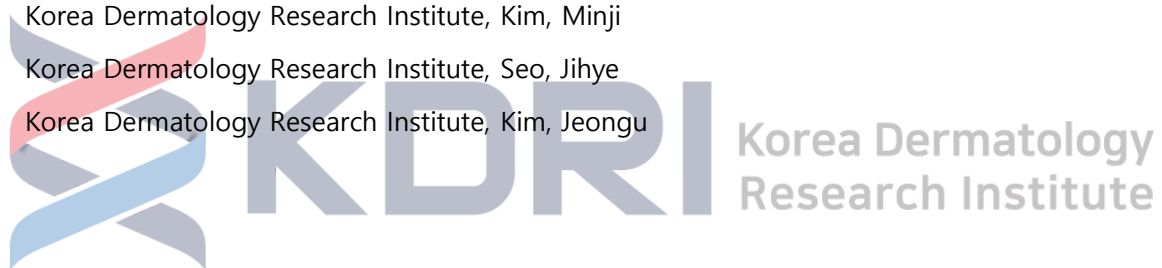 Korea Dermatology Research Institute, Kim, Minji
Korea Dermatology Research Institute, Seo, Jihye
Korea Dermatology Research Institute, Kim, Jeongu
KDRI
Korea Dermatology
Research Institute